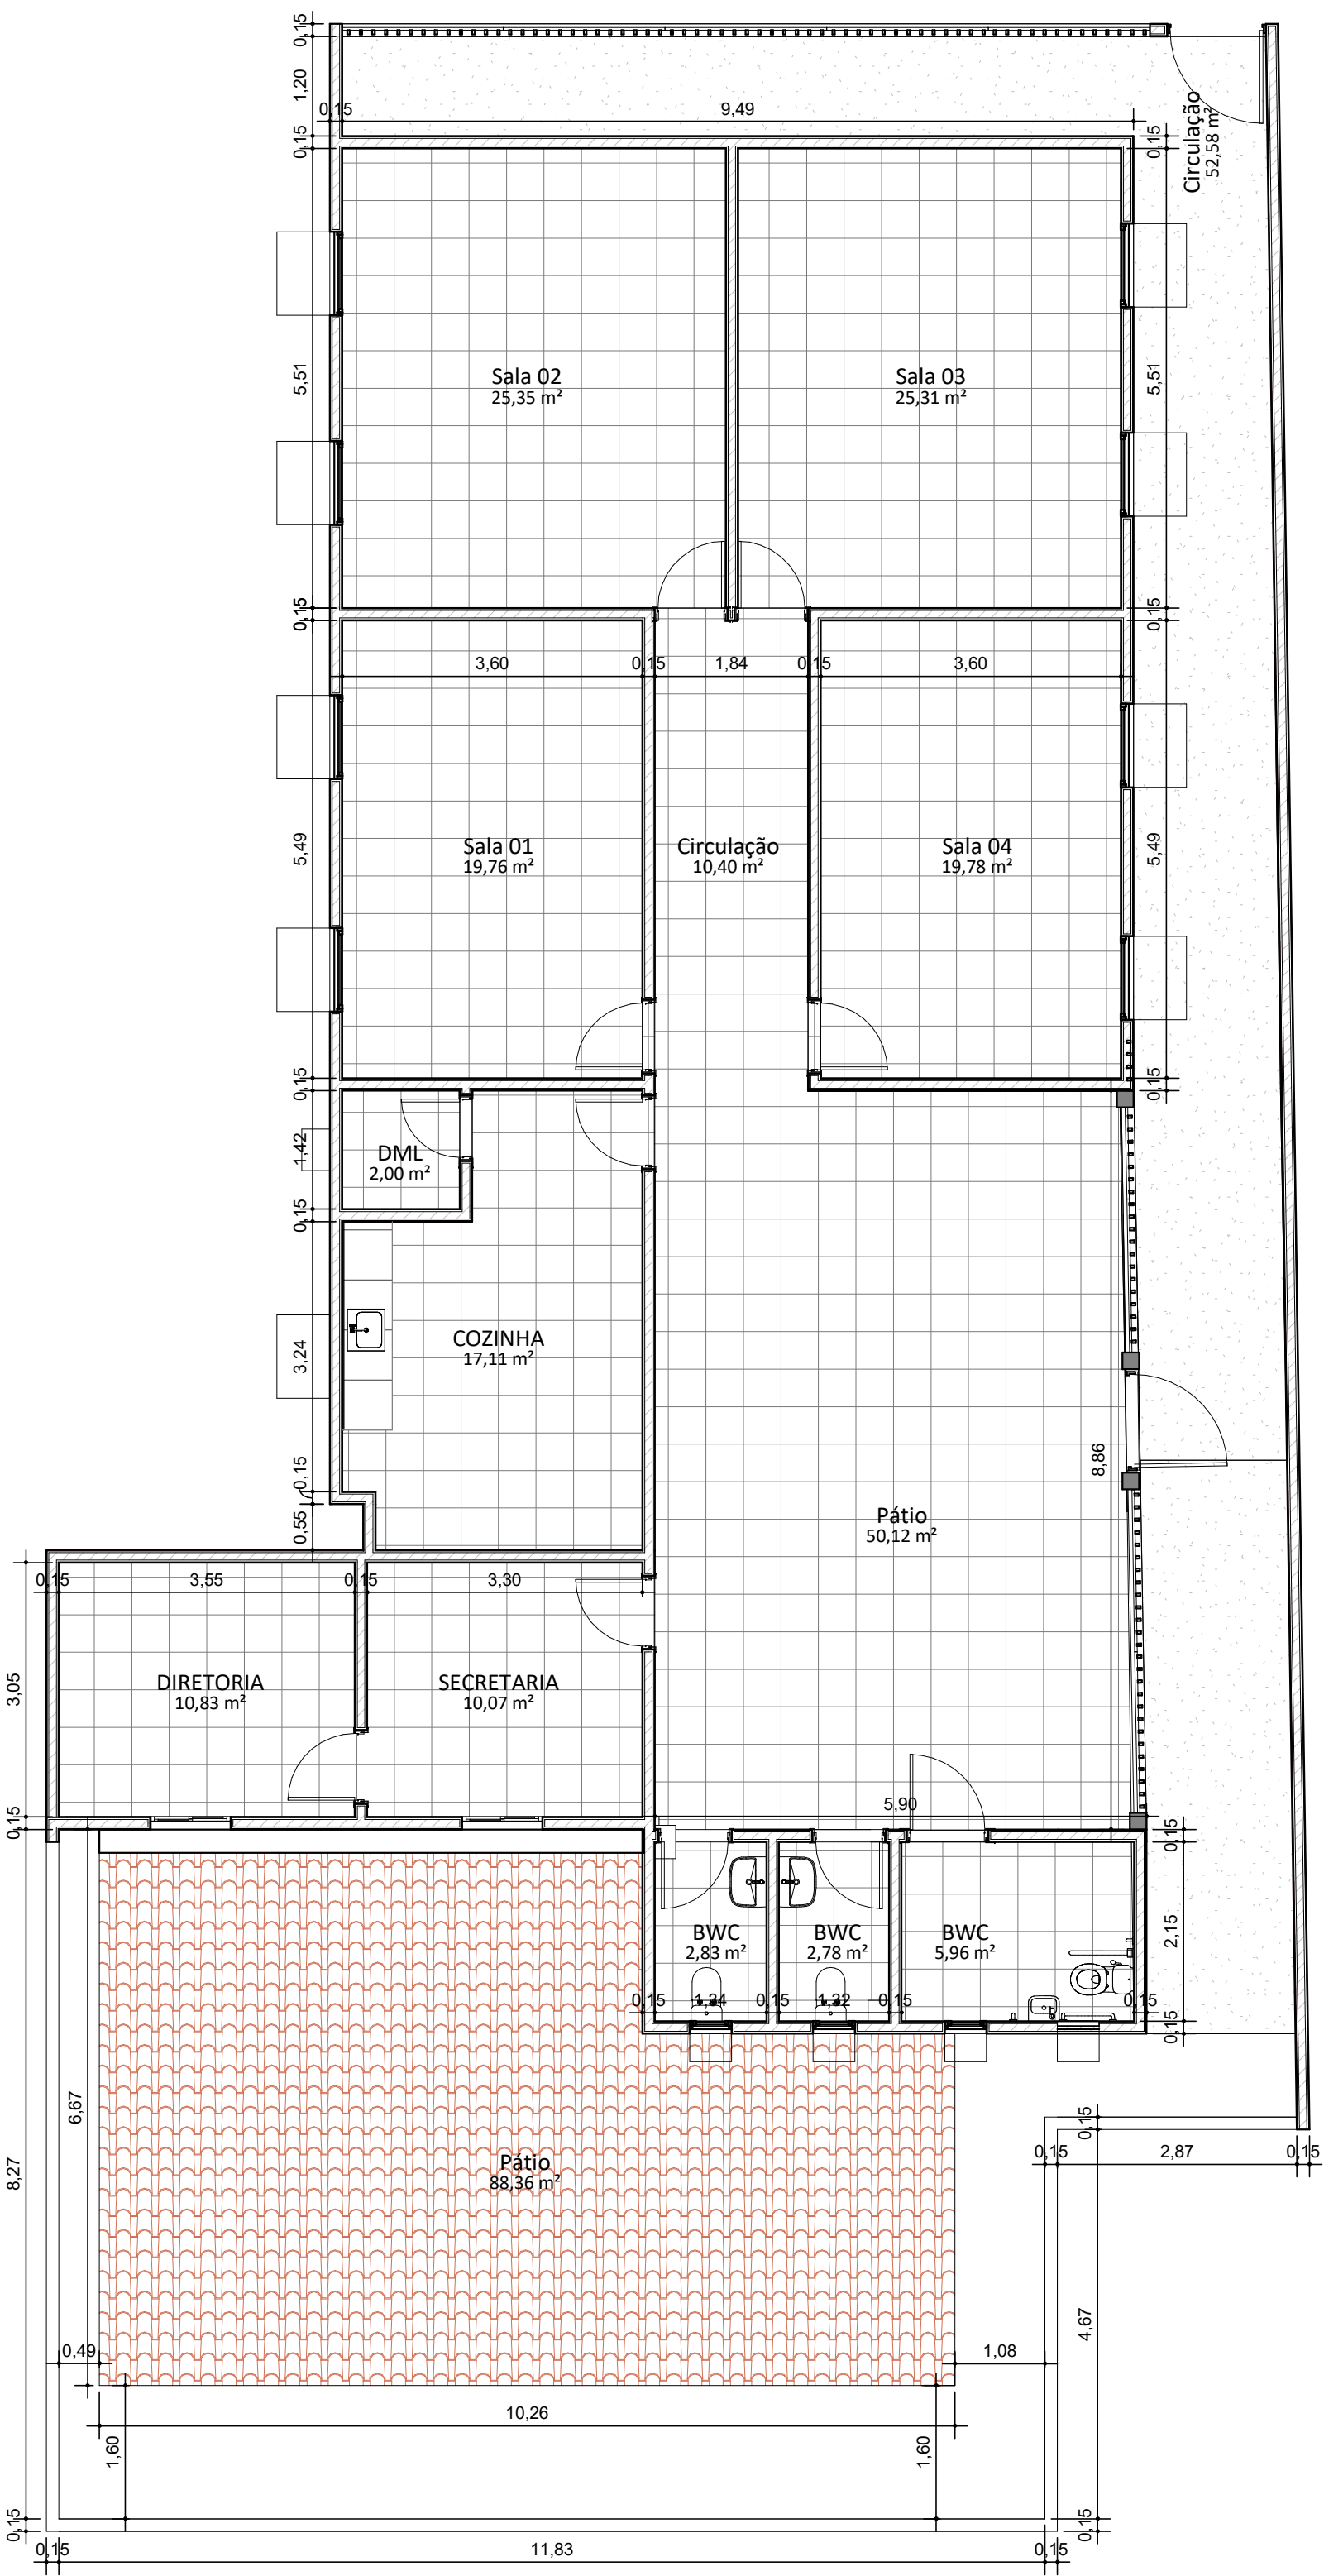 0,15
1,20
0,15
9,49
0,15
0,15
Circulação
52,58 m²
Sala 02
25,35 m²
Sala 03
25,31 m²
5,51
5,51
0,15
0,15
3,60
0,15
1,84
0,15
3,60
Sala 01
19,76 m²
Circulação
10,40 m²
Sala 04
19,78 m²
5,49
5,49
0,15
0,15
1,42
DML
2,00 m²
0,15
COZINHA
17,11 m²
3,24
8,86
0,15
0,55
Pátio
50,12 m²
0,15
3,55
0,15
3,30
DIRETORIA
10,83 m²
SECRETARIA
10,07 m²
3,05
0,15
5,90
0,15
BWC
2,83 m²
BWC
2,78 m²
BWC
5,96 m²
2,15
0,15
1,34
0,15
1,32
0,15
0,15
0,15
6,67
8,27
Pátio
88,36 m²
0,15
0,15
2,87
0,15
4,67
0,49
1,08
10,26
1,60
1,60
0,15
0,15
0,15
11,83
0,15